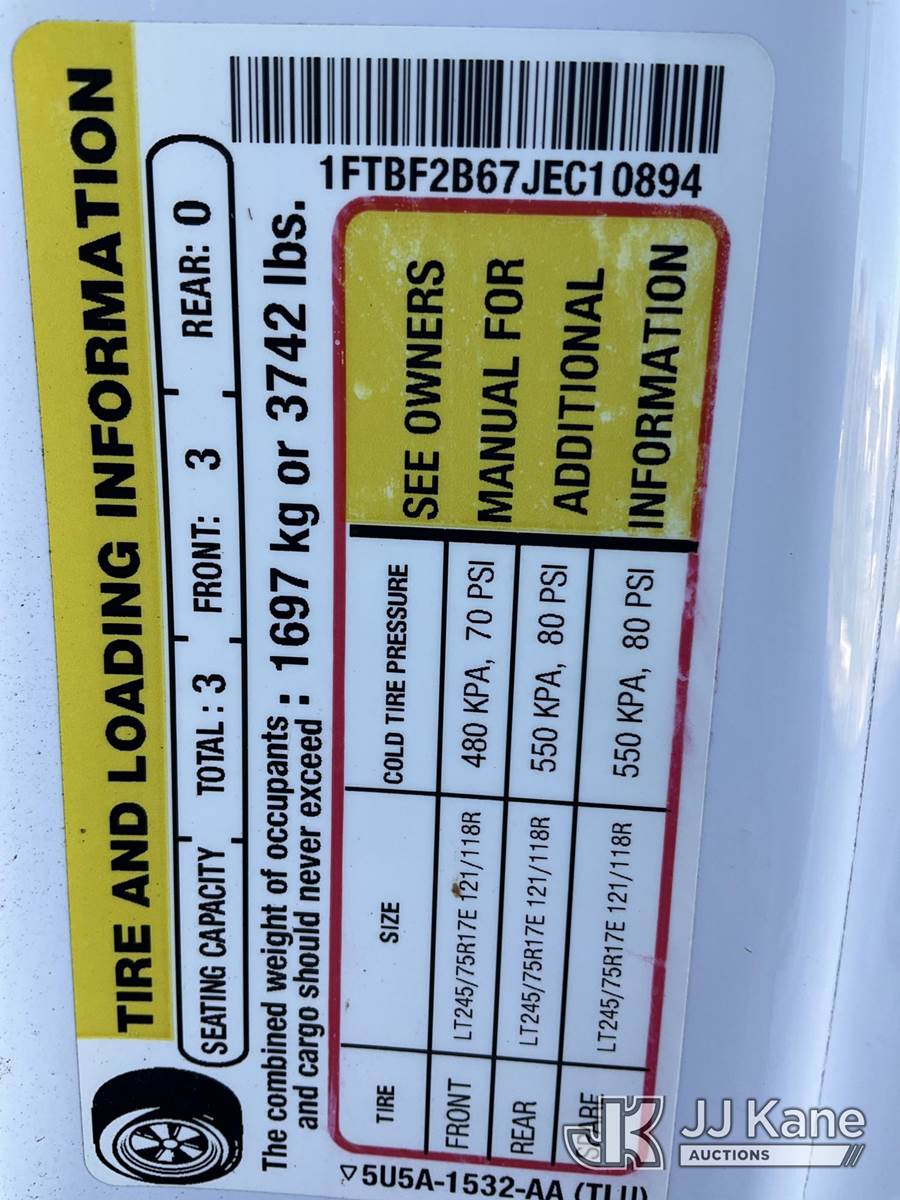 TIRE AND LOADING INFORMATION
SEATING CAPACITY TOTAL : 3 FRONT: 3 REAR: 0
The combined weight of occupants
and cargo should never exceed : 1697 kg or 3742 lbs.
TIRE SIZE COLD TIRE PRESSURE
FRONT LT245/75R17E 121/118R 480 KPA, 70 PSI
REAR LT245/75R17E 121/118R 550 KPA, 80 PSI
SPARE LT245/75R17E 121/118R 550 KPA, 80 PSI
SEE OWNERS
MANUAL FOR
ADDITIONAL
INFORMATION
1FTBF2B67JEC10894
5U5A-1532-AA (TLU)
JJ Kane
AUCTIONS